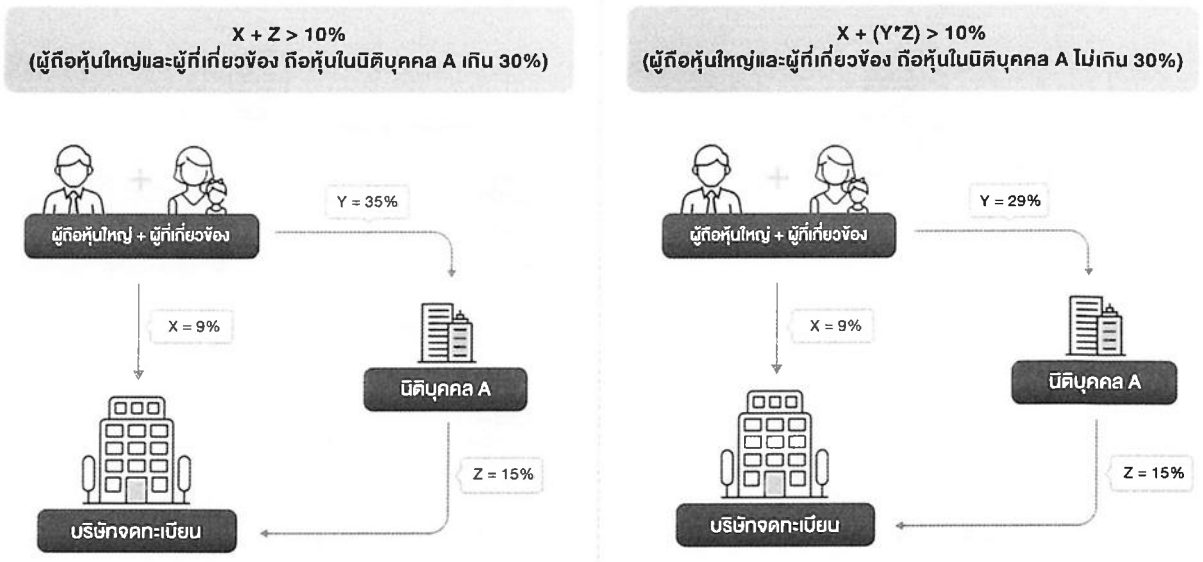 X + Z > 10%
(ผู้ถือหุ้นใหญ่และผู้ที่เกี่ยวข้อง ถือหุ้นในนิติบุคคล A เกิน 30%)
Y = 35%
ผู้ถือหุ้นใหญ่ + ผู้ที่เกี่ยวข้อง
X = 9%
นิติบุคคล A
Z = 15%
บริษัทจดทะเบียน
X + (Y*Z) > 10%
(ผู้ถือหุ้นใหญ่และผู้ที่เกี่ยวข้อง ถือหุ้นในนิติบุคคล A ไม่เกิน 30%)
Y = 29%
ผู้ถือหุ้นใหญ่ + ผู้ที่เกี่ยวข้อง
X = 9%
นิติบุคคล A
Z = 15%
บริษัทจดทะเบียน